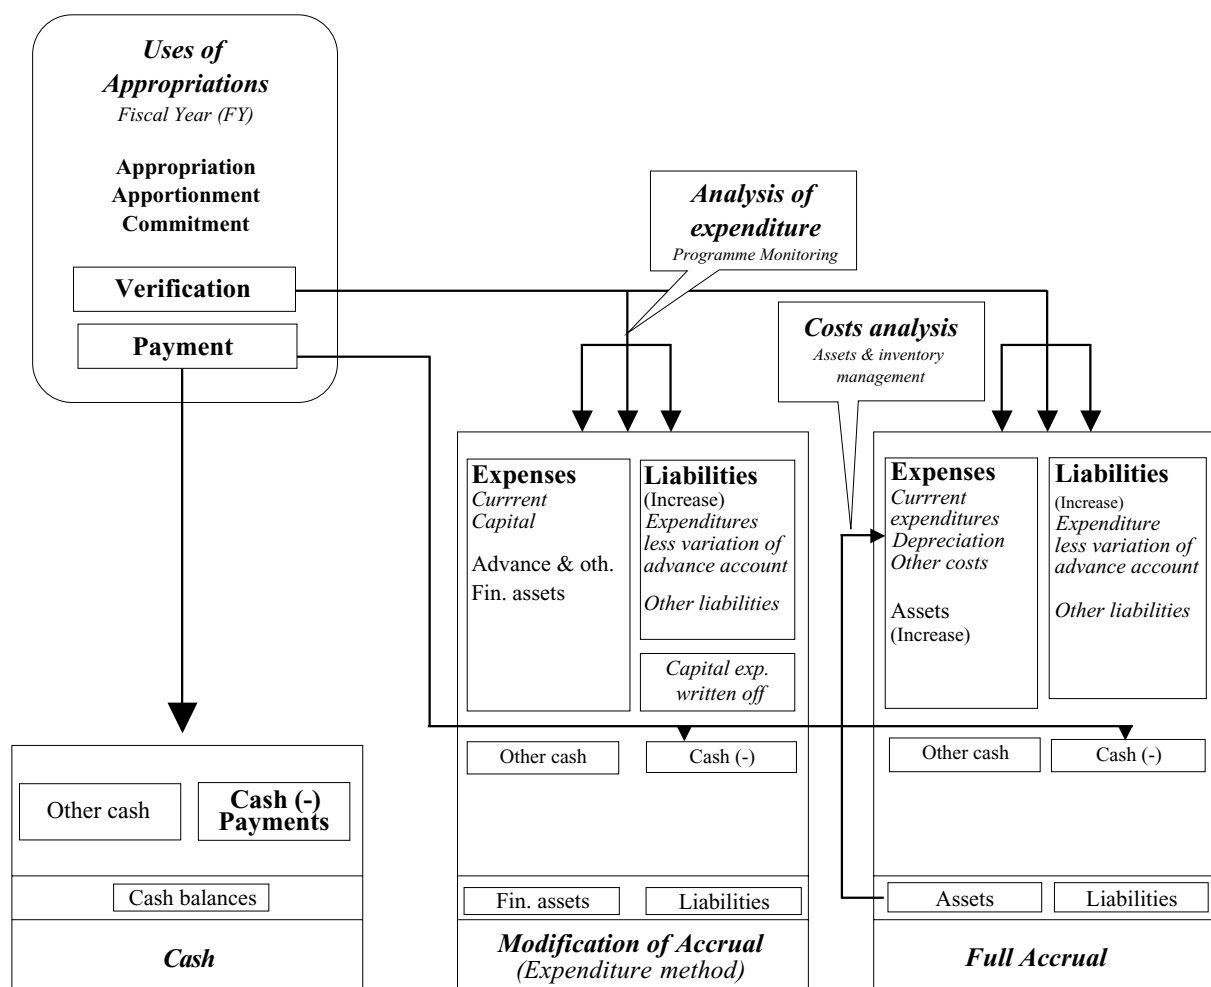 Uses of
Appropriations
Fiscal Year (FY)
Appropriation
Apportionment
Commitment
Verification
Payment
Analysis of
expenditure
Programme Monitoring
Costs analysis
Assets & inventory
management
Expenses
Currrent
Capital
Advance & oth.
Fin. assets
Liabilities
(Increase)
Expenditures
less variation of
advance account
Other liabilities
Capital exp.
written off
Expenses
Currrent
expenditures
Depreciation
Other costs
Assets
(Increase)
Liabilities
(Increase)
Expenditure
less variation of
advance account
Other liabilities
Other cash
Cash (-)
Other cash
Cash (-)
Other cash
Cash (-)
Payments
Cash balances
Fin. assets
Liabilities
Assets
Liabilities
Cash
Modification of Accrual
(Expenditure method)
Full Accrual